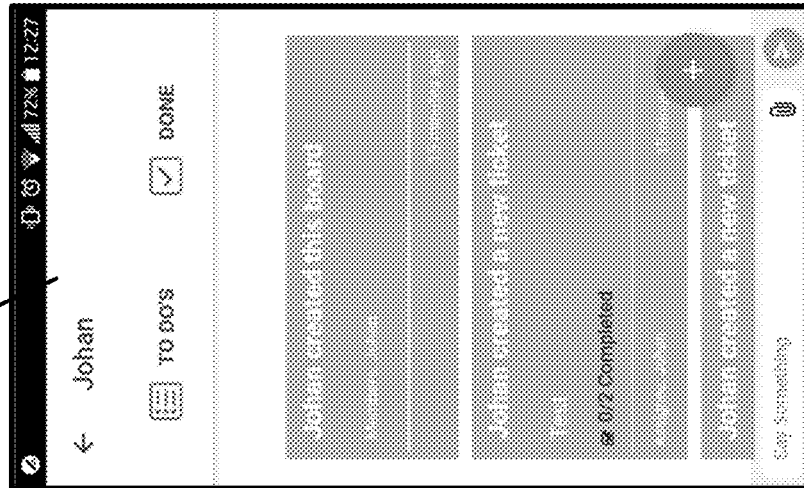 72% 12:27
← Johan
TO DO'S
DONE
Johan created this board
Johan created a new ticket
0/2 Completed
+
Johan created a new ticket
Say Something